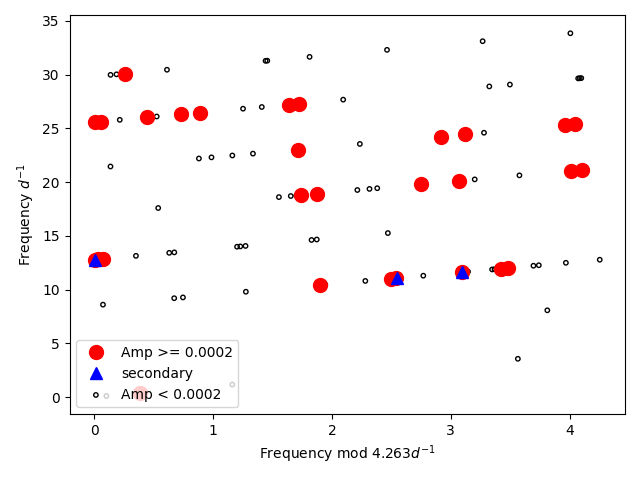 35
30
25
20
15
10
5
0
Frequency d⁻¹
Amp >= 0.0002
secondary
Amp < 0.0002
0 1 2 3 4
Frequency mod 4.263d⁻¹